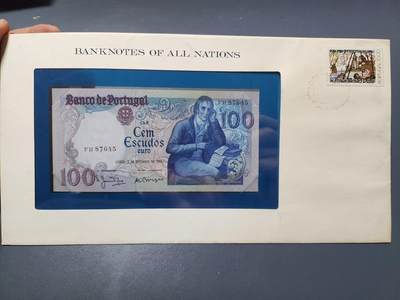 BANKNOTES OF ALL NATIONS
Banco de Portugal
100
FH 87645
Cem
Escudos
ouro
FH 87645
100